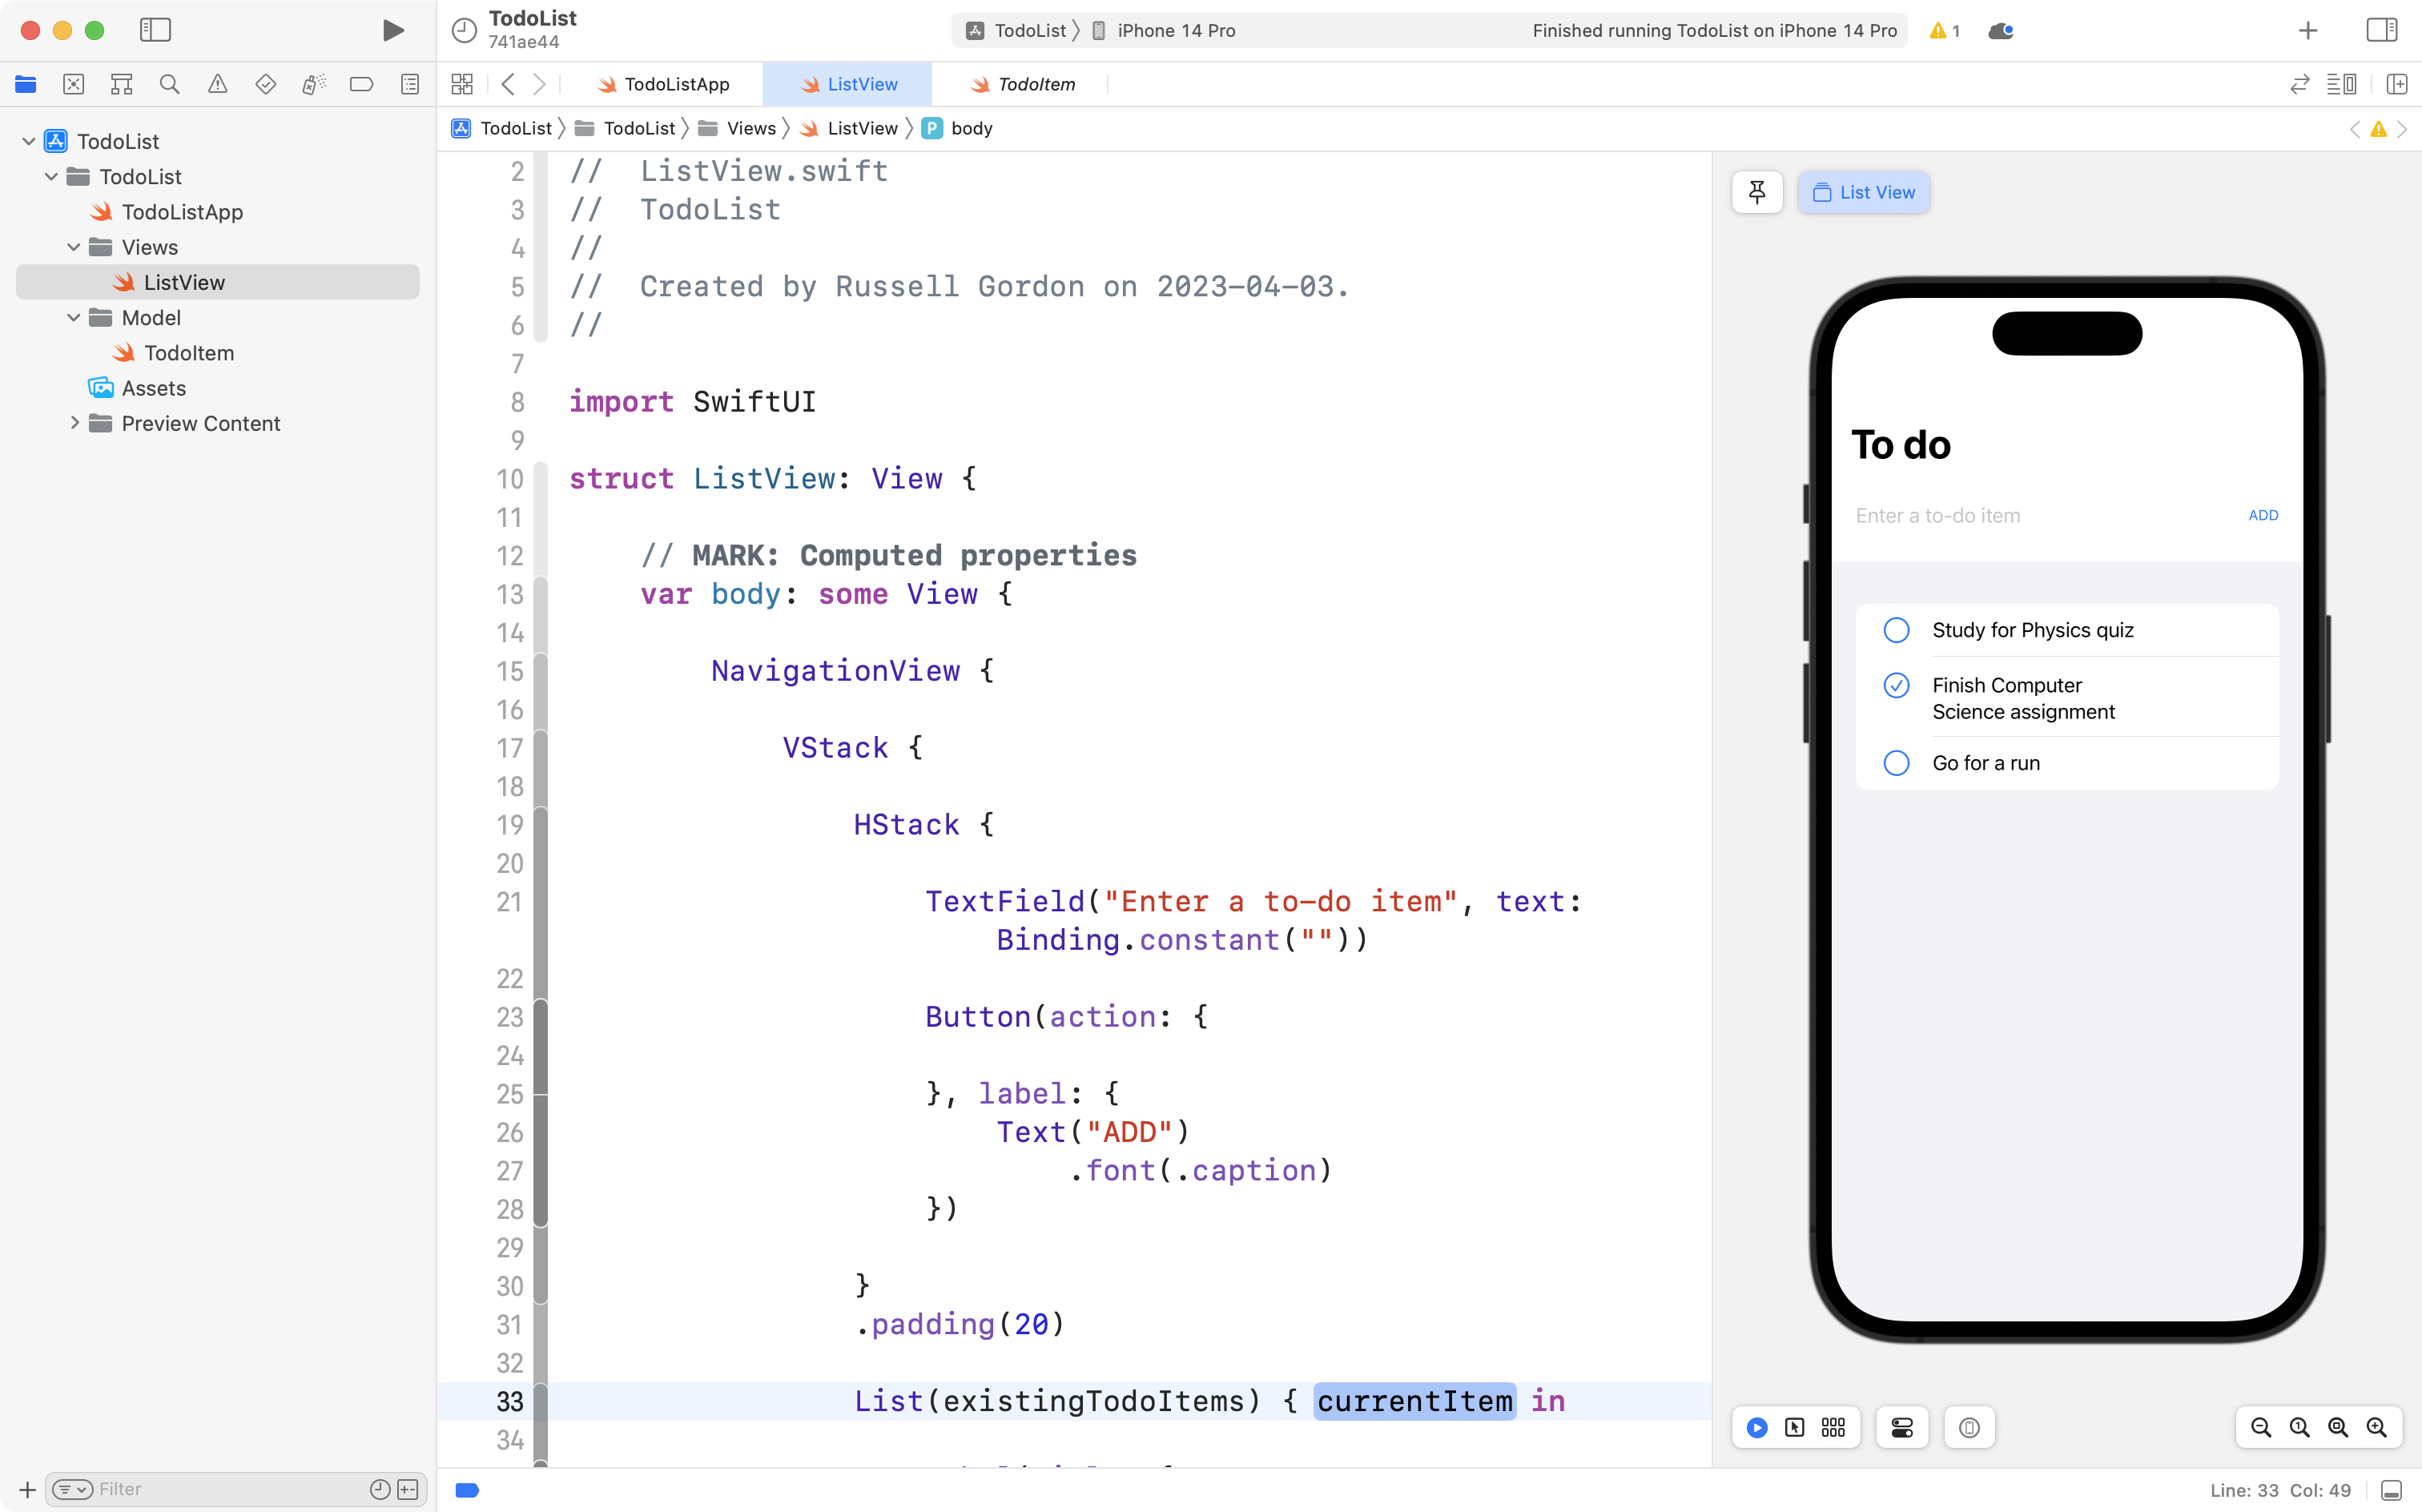 TodoList
741ae44
TodoList
iPhone 14 Pro
Finished running TodoList on iPhone 14 Pro
1
TodoListApp
ListView
TodoItem
TodoList
TodoList
Views
ListView
P
body
TodoList
TodoList
TodoListApp
Views
ListView
Model
TodoItem
Assets
Preview Content
Filter
2 //  ListView.swift
3 //  TodoList
4 //
5 //  Created by Russell Gordon on 2023-04-03.
6 //
7
8 import SwiftUI
9
10 struct ListView: View {
11
12 // MARK: Computed properties
13 var body: some View {
14
15 NavigationView {
16
17 VStack {
18
19 HStack {
20
21 TextField("Enter a to-do item", text:
Binding.constant(""))
22
23 Button(action: {
24
25 }, label: {
26 Text("ADD")
27 .font(.caption)
28 })
29
30 }
31 .padding(20)
32
33 List(existingTodoItems) { currentItem in
34
List View
To do
Enter a to-do item
ADD
Study for Physics quiz
Finish Computer
Science assignment
Go for a run
Line: 33 Col: 49